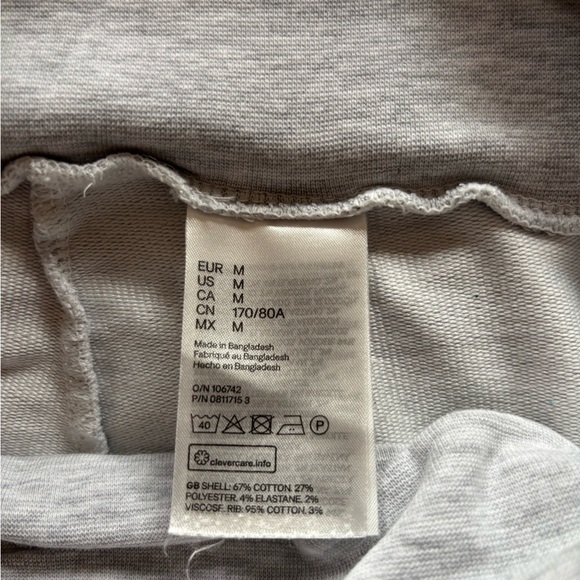 EUR M
US M
CA M
CN 170/80A
MX M
Made in Bangladesh
Fabriqué au Bangladesh
Hecho en Bangladesh
O/N 106742
P/N 0811715 3
40 P
clevercare.info
GB SHELL: 67% COTTON. 27%
POLYESTER. 4% ELASTANE. 2%
VISCOSE. RIB: 95% COTTON. 3%